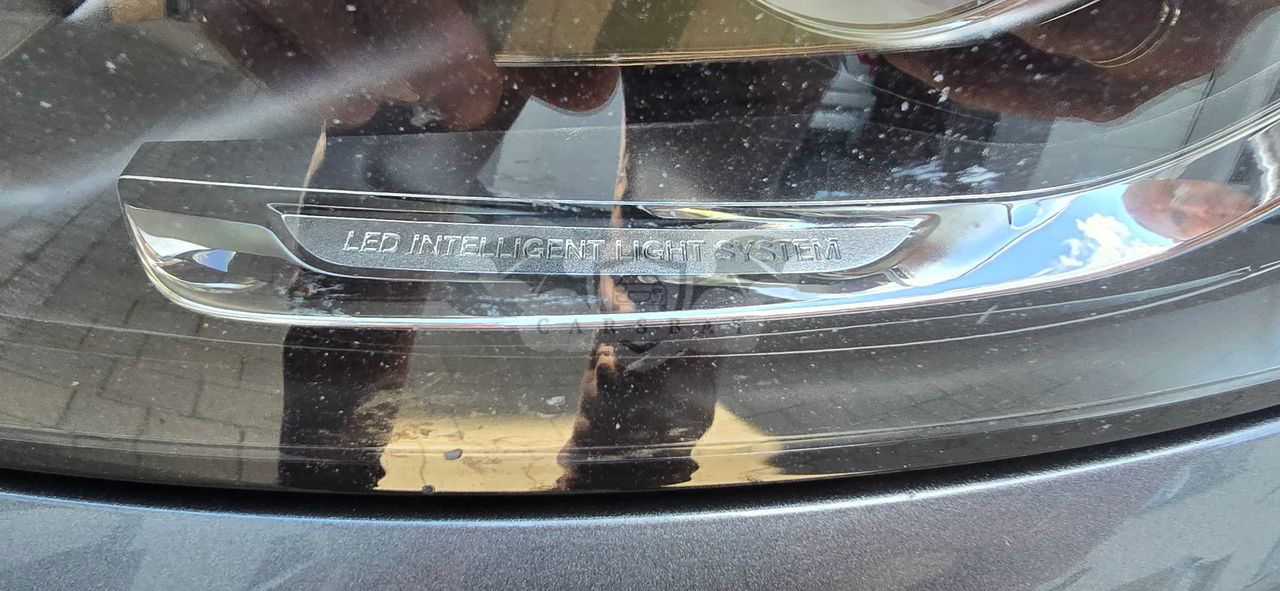 LED INTELLIGENT LIGHT SYSTEM